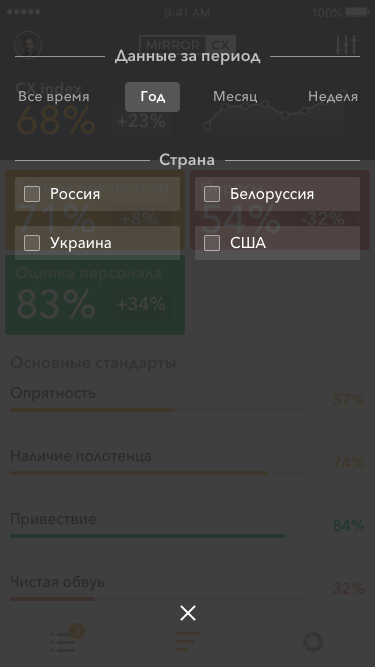 9:41 AM 100%
MIRROR CX
Данные за период
CX index
Все время Год Месяц Неделя
68% +23%
Страна
Россия Белоруссия
71% +8% 54% -32%
Украина США
Оценка персонала
83% +34%
Основные стандарты
Опрятность 57%
Наличие полотенца 74%
Привествие 84%
Чистая обвуь 32%
3